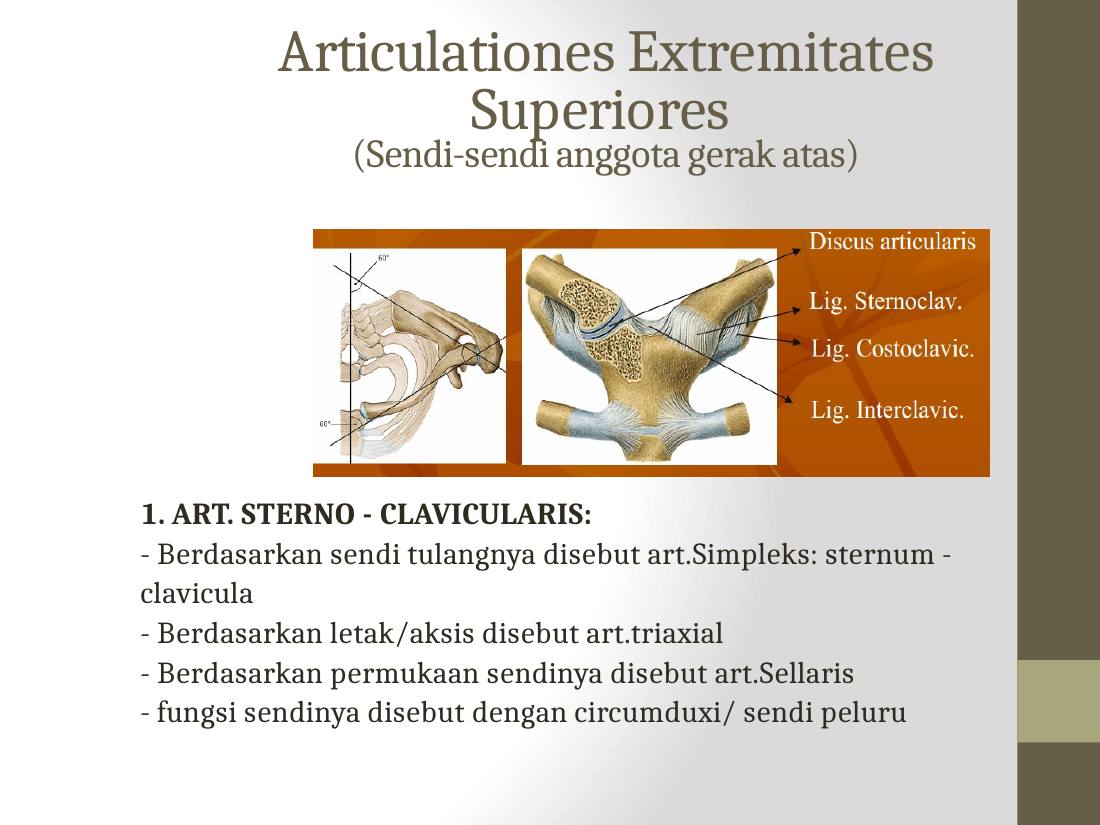 Articulationes Extremitates
Superiores
(Sendi-sendi anggota gerak atas)
60°
60°
Discus articularis
Lig. Sternoclav.
Lig. Costoclavic.
Lig. Interclavic.
1. ART. STERNO - CLAVICULARIS:
- Berdasarkan sendi tulangnya disebut art.Simpleks: sternum -
clavicula
- Berdasarkan letak/aksis disebut art.triaxial
- Berdasarkan permukaan sendinya disebut art.Sellaris
- fungsi sendinya disebut dengan circumduxi/ sendi peluru